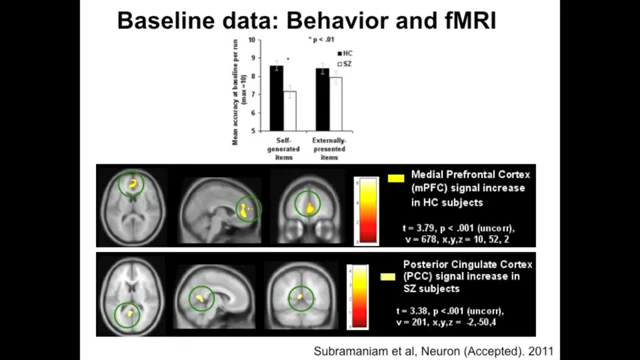 Baseline data: Behavior and fMRI
* p < .01
HC
SZ
Mean accuracy at baseline per run
(max =10)
10
9
8
7
6
5
*
Self-
generated
items
Externally-
presented
items
Medial Prefrontal Cortex
(mPFC) signal increase
in HC subjects
t = 3.79, p < .001 (uncorr),
v = 678, x,y,z = 10, 52, 2
Posterior Cingulate Cortex
(PCC) signal increase in
SZ subjects
t = 3.38, p <.001 (uncorr),
v = 201, x,y,z = -2,-50,4
Subramaniam et al, Neuron (Accepted). 2011